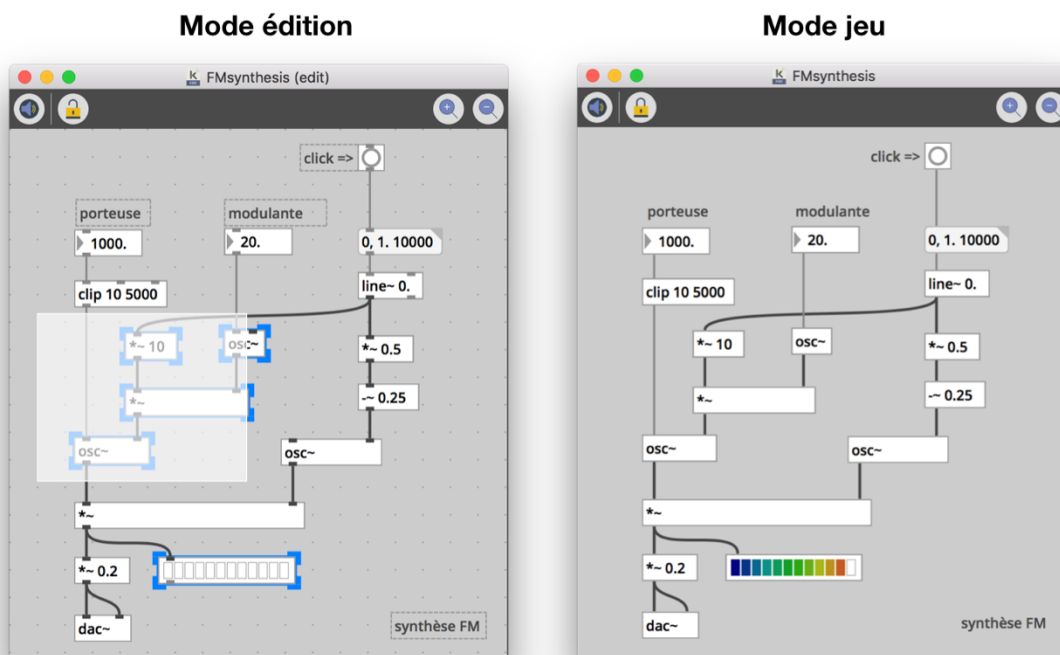 Mode édition
FMsynthesis (edit)
click =>
porteuse
modulante
1000.
20.
0, 1. 10000
clip 10 5000
line~ 0.
*~ 10
osc~
*~ 0.5
*~
-~ 0.25
osc~
osc~
*~
*~ 0.2
dac~
synthèse FM
Mode jeu
FMsynthesis
click =>
porteuse
modulante
1000.
20.
0, 1. 10000
clip 10 5000
line~ 0.
*~ 10
osc~
*~ 0.5
*~
-~ 0.25
osc~
osc~
*~
*~ 0.2
dac~
synthèse FM